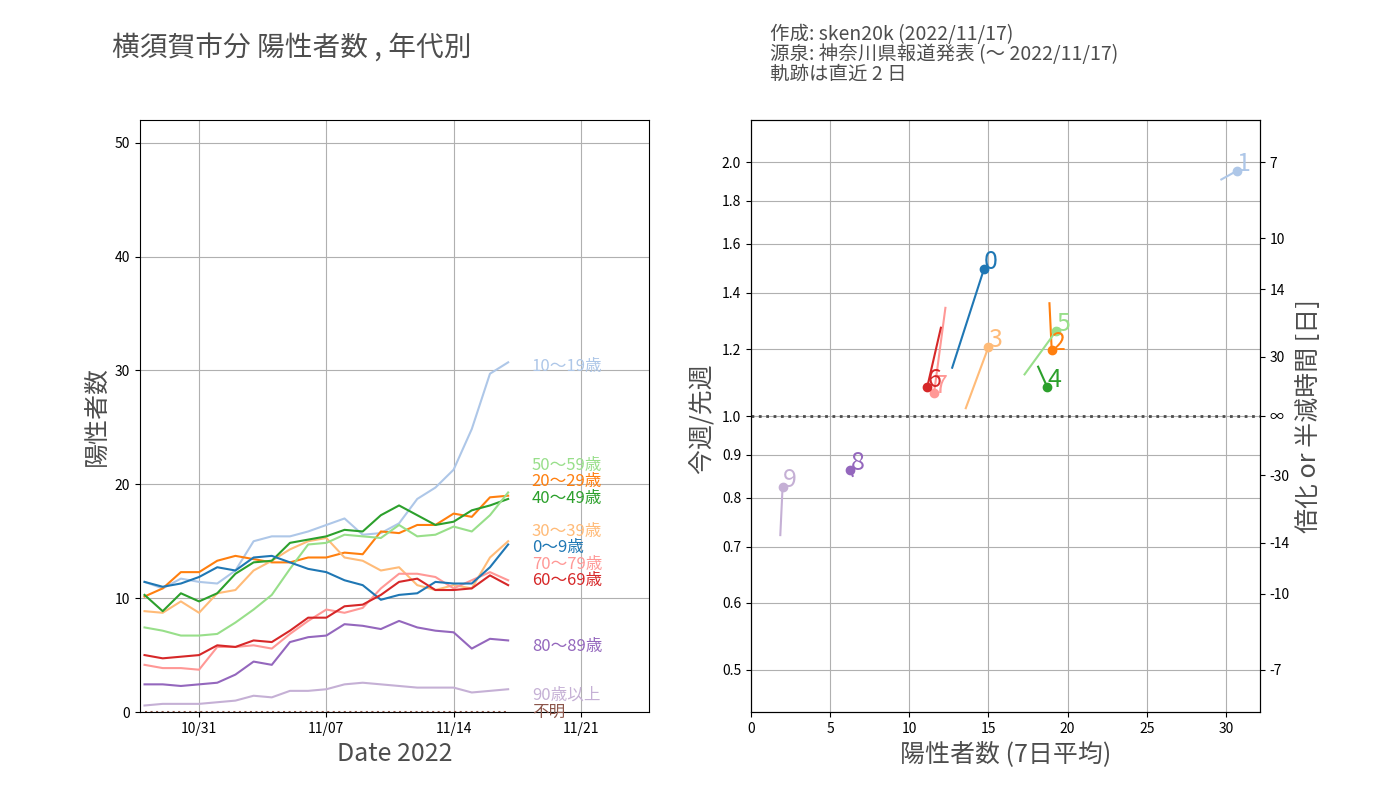 横須賀市分 陽性者数 , 年代別
作成: sken20k (2022/11/17)
源泉: 神奈川県報道発表 (〜 2022/11/17)
軌跡は直近 2 日
陽性者数
50
40
30
20
10
0
10/31
11/07
11/14
11/21
Date 2022
10〜19歳
50〜59歳
20〜29歳
40〜49歳
30〜39歳
0〜9歳
70〜79歳
60〜69歳
80〜89歳
90歳以上
不明
今週/先週
2.0
1.8
1.6
1.4
1.2
1.0
0.9
0.8
0.7
0.6
0.5
0
5
10
15
20
25
30
陽性者数 (7日平均)
1
0
5
2
3
4
6
7
8
9
7
10
14
30
∞
-30
-14
-10
-7
倍化 or 半減時間 [日]